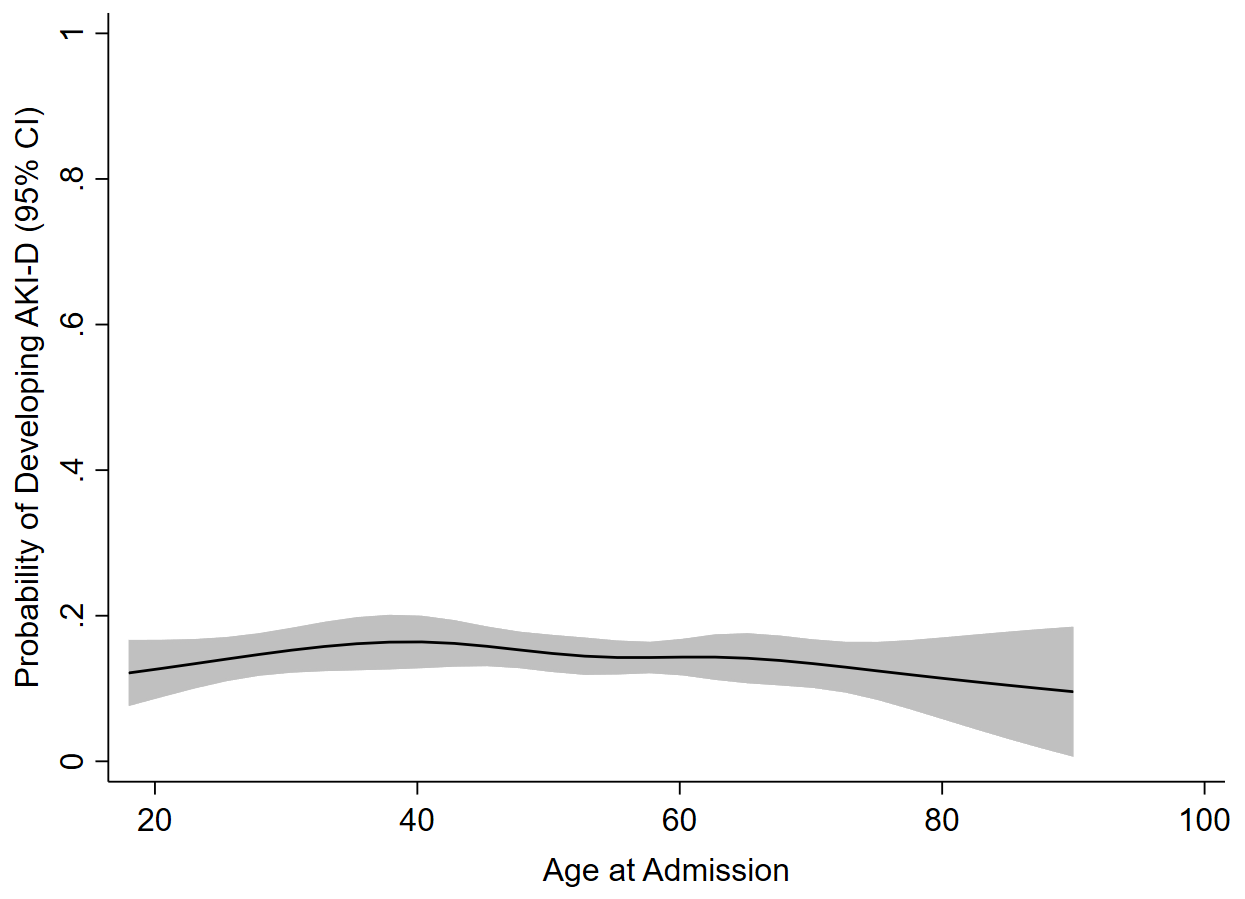 Probability of Developing AKI-D (95% CI)
1
.8
.6
.4
.2
0
20 40 60 80 100
Age at Admission